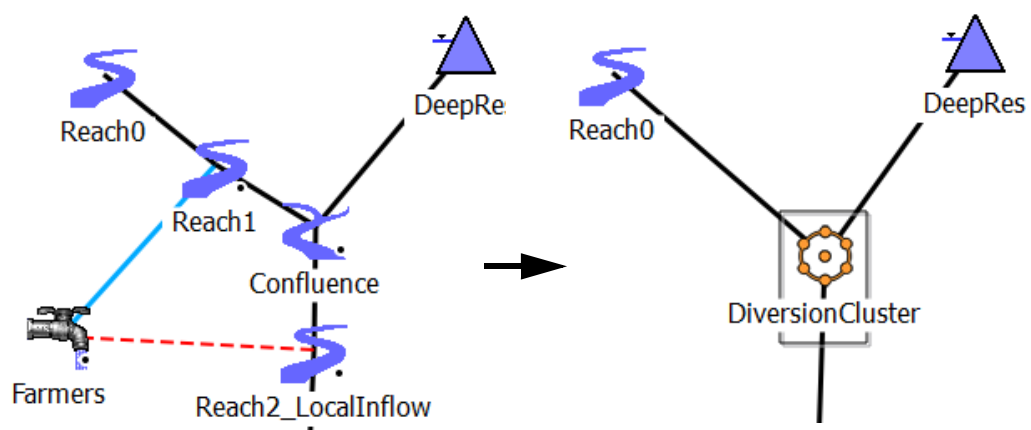 DeepRes
Reach0
Reach1
Confluence
Farmers
Reach2_LocalInflow
DeepRes
Reach0
DiversionCluster